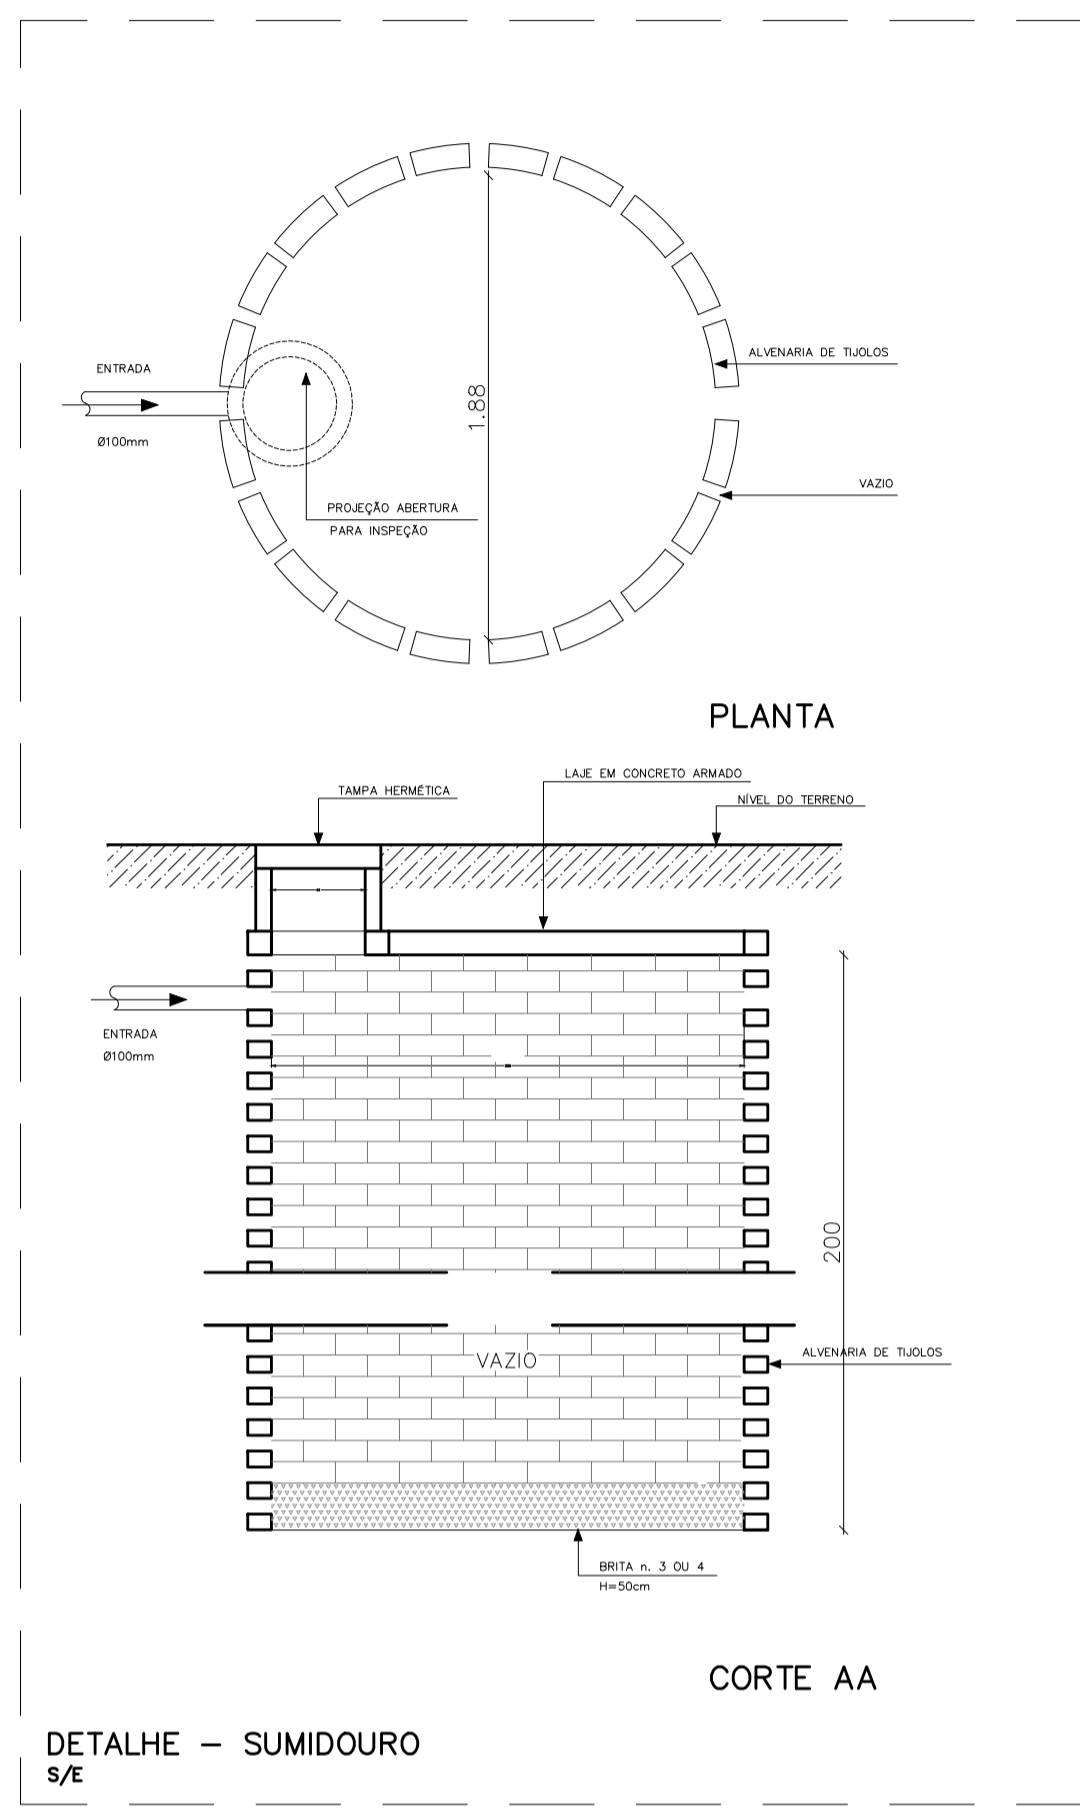 ENTRADA
Ø100mm
1.88
ALVENARIA DE TIJOLOS
VAZIO
PROJEÇÃO ABERTURA
PARA INSPEÇÃO
PLANTA
LAJE EM CONCRETO ARMADO
TAMPA HERMÉTICA
NÍVEL DO TERRENO
ENTRADA
Ø100mm
200
VAZIO
ALVENARIA DE TIJOLOS
BRITA n. 3 OU 4
H=50cm
CORTE AA
DETALHE – SUMIDOURO
S/E